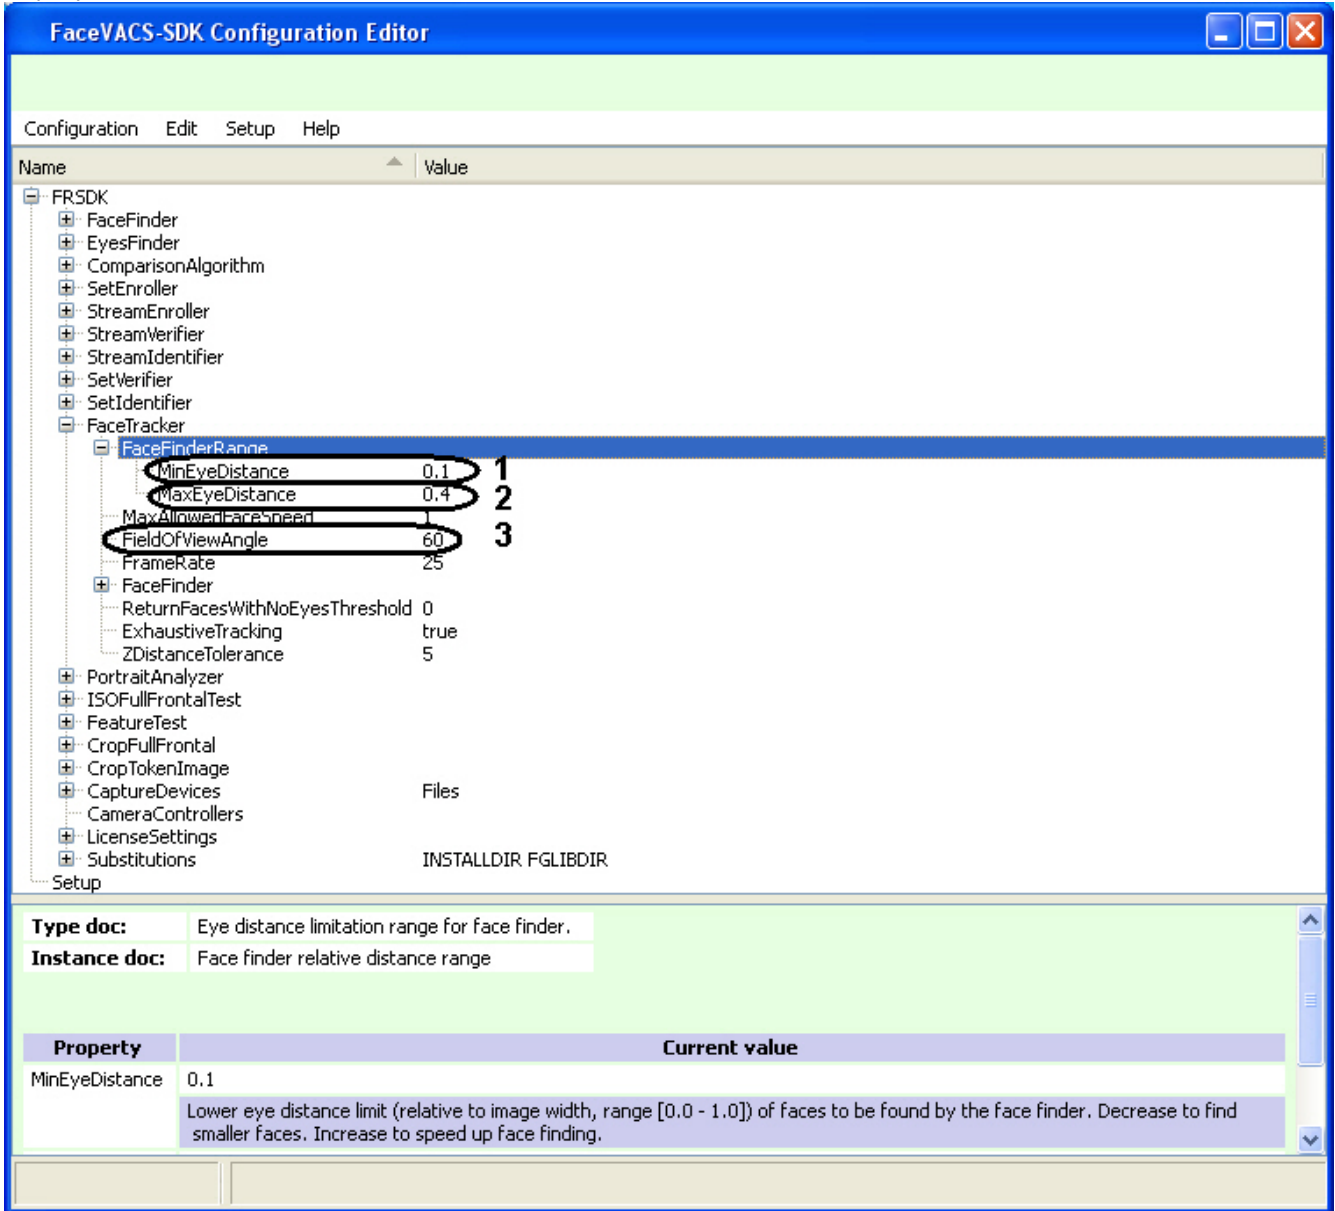 FaceVACS-SDK Configuration Editor
Configuration Edit Setup Help
Name Value
FRSDK
FaceFinder
EyesFinder
ComparisonAlgorithm
SetEnroller
StreamEnroller
StreamVerifier
StreamIdentifier
SetVerifier
SetIdentifier
FaceTracker
FaceFinderRange
MinEyeDistance 0.1 1
MaxEyeDistance 0.4 2
MaxAllowedFaceSpeed 1
FieldOfViewAngle 60 3
FrameRate 25
FaceFinder
ReturnFacesWithNoEyesThreshold 0
ExhaustiveTracking true
ZDistanceTolerance 5
PortraitAnalyzer
ISOFullFrontalTest
FeatureTest
CropFullFrontal
CropTokenImage
CaptureDevices Files
CameraControllers
LicenseSettings
Substitutions INSTALLDIR FGLIBDIR
Setup
Type doc: Eye distance limitation range for face finder.
Instance doc: Face finder relative distance range
Property Current value
MinEyeDistance 0.1
Lower eye distance limit (relative to image width, range [0.0 - 1.0]) of faces to be found by the face finder. Decrease to find
smaller faces. Increase to speed up face finding.